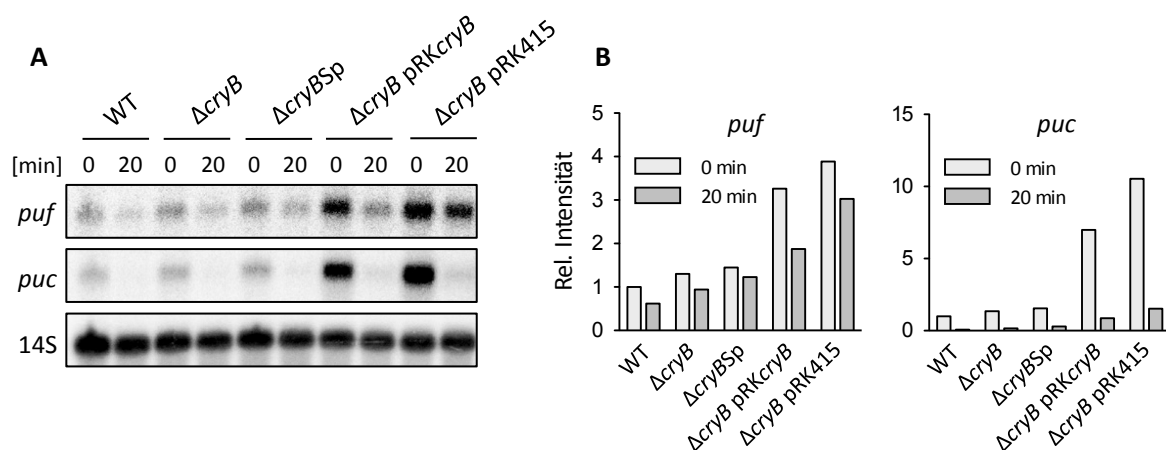 A
WT ΔcryB ΔcryBSp ΔcryB pRKcryB ΔcryB pRK415
[min] 0 20 0 20 0 20 0 20 0 20
puf
puc
14S
B
puf
Rel. Intensität
5
4
3
2
1
0
0 min
20 min
WT ΔcryB ΔcryBSp ΔcryB pRKcryB ΔcryB pRK415
puc
15
10
5
0
0 min
20 min
WT ΔcryB ΔcryBSp ΔcryB pRKcryB ΔcryB pRK415